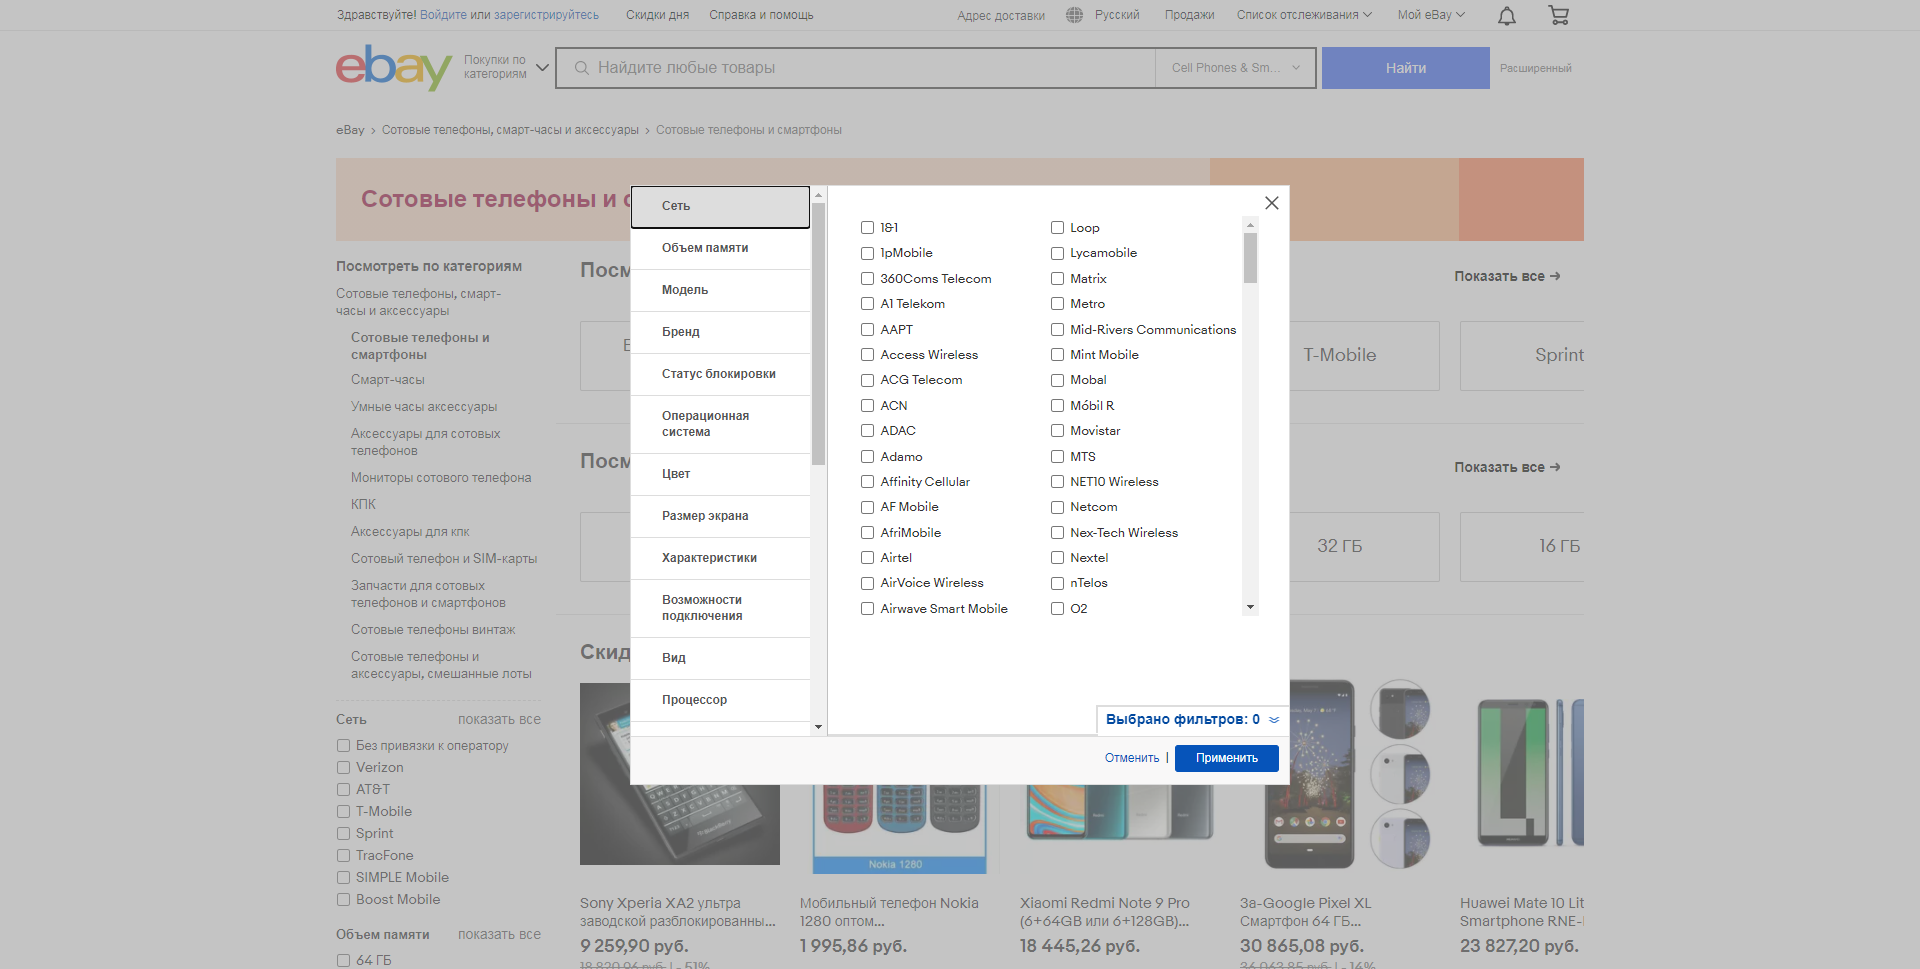 Здравствуйте! Войдите или зарегистрируйтесь
Скидки дня
Справка и помощь
Адрес доставки
Русский
Продажи
Список отслеживания
Мой eBay
ebay
Покупки по
категориям
Найдите любые товары
Cell Phones & Sm...
Найти
Расширенный
eBay > Сотовые телефоны, смарт-часы и аксессуары > Сотовые телефоны и смартфоны
Сотовые телефоны и с
Посмотреть по категориям
Сотовые телефоны, смарт-
часы и аксессуары
Сотовые телефоны и
смартфоны
Смарт-часы
Умные часы аксессуары
Аксессуары для сотовых
телефонов
Мониторы сотового телефона
КПК
Аксессуары для кпк
Сотовый телефон и SIM-карты
Запчасти для сотовых
телефонов и смартфонов
Сотовые телефоны винтаж
Сотовые телефоны и
аксессуары, смешанные лоты
Сеть
показать все
Без привязки к оператору
Verizon
AT&T
T-Mobile
Sprint
TracFone
SIMPLE Mobile
Boost Mobile
Объем памяти
показать все
64 ГБ
Сеть
Объем памяти
Модель
Бренд
Статус блокировки
Операционная
система
Цвет
Размер экрана
Характеристики
Возможности
подключения
Вид
Процессор
1&1
1pMobile
360Coms Telecom
A1 Telekom
AAPT
Access Wireless
ACG Telecom
ACN
ADAC
Adamo
Affinity Cellular
AF Mobile
AfriMobile
Airtel
AirVoice Wireless
Airwave Smart Mobile
Loop
Lycamobile
Matrix
Metro
Mid-Rivers Communications
Mint Mobile
Mobal
Móbil R
Movistar
MTS
NET10 Wireless
Netcom
Nex-Tech Wireless
Nextel
nTelos
O2
Выбрано фильтров: 0
Отменить |
Применить
Посм
Показать все →
T-Mobile
Sprint
Посм
Показать все →
32 ГБ
16 ГБ
Скид
BlackBerry
Nokia 1280
Sony Xperia XA2 ультра
заводской разблокированны...
9 259,90 руб.
18 820,96 руб. | - 51%
Мобильный телефон Nokia
1280 оптом...
1 995,86 руб.
Xiaomi Redmi Note 9 Pro
(6+64GB или 6+128GB)...
18 445,26 руб.
3a-Google Pixel XL
Смартфон 64 ГБ...
30 865,08 руб.
36 063,85 руб. | - 14%
Huawei Mate 10 Lit
Smartphone RNE-
23 827,20 руб.